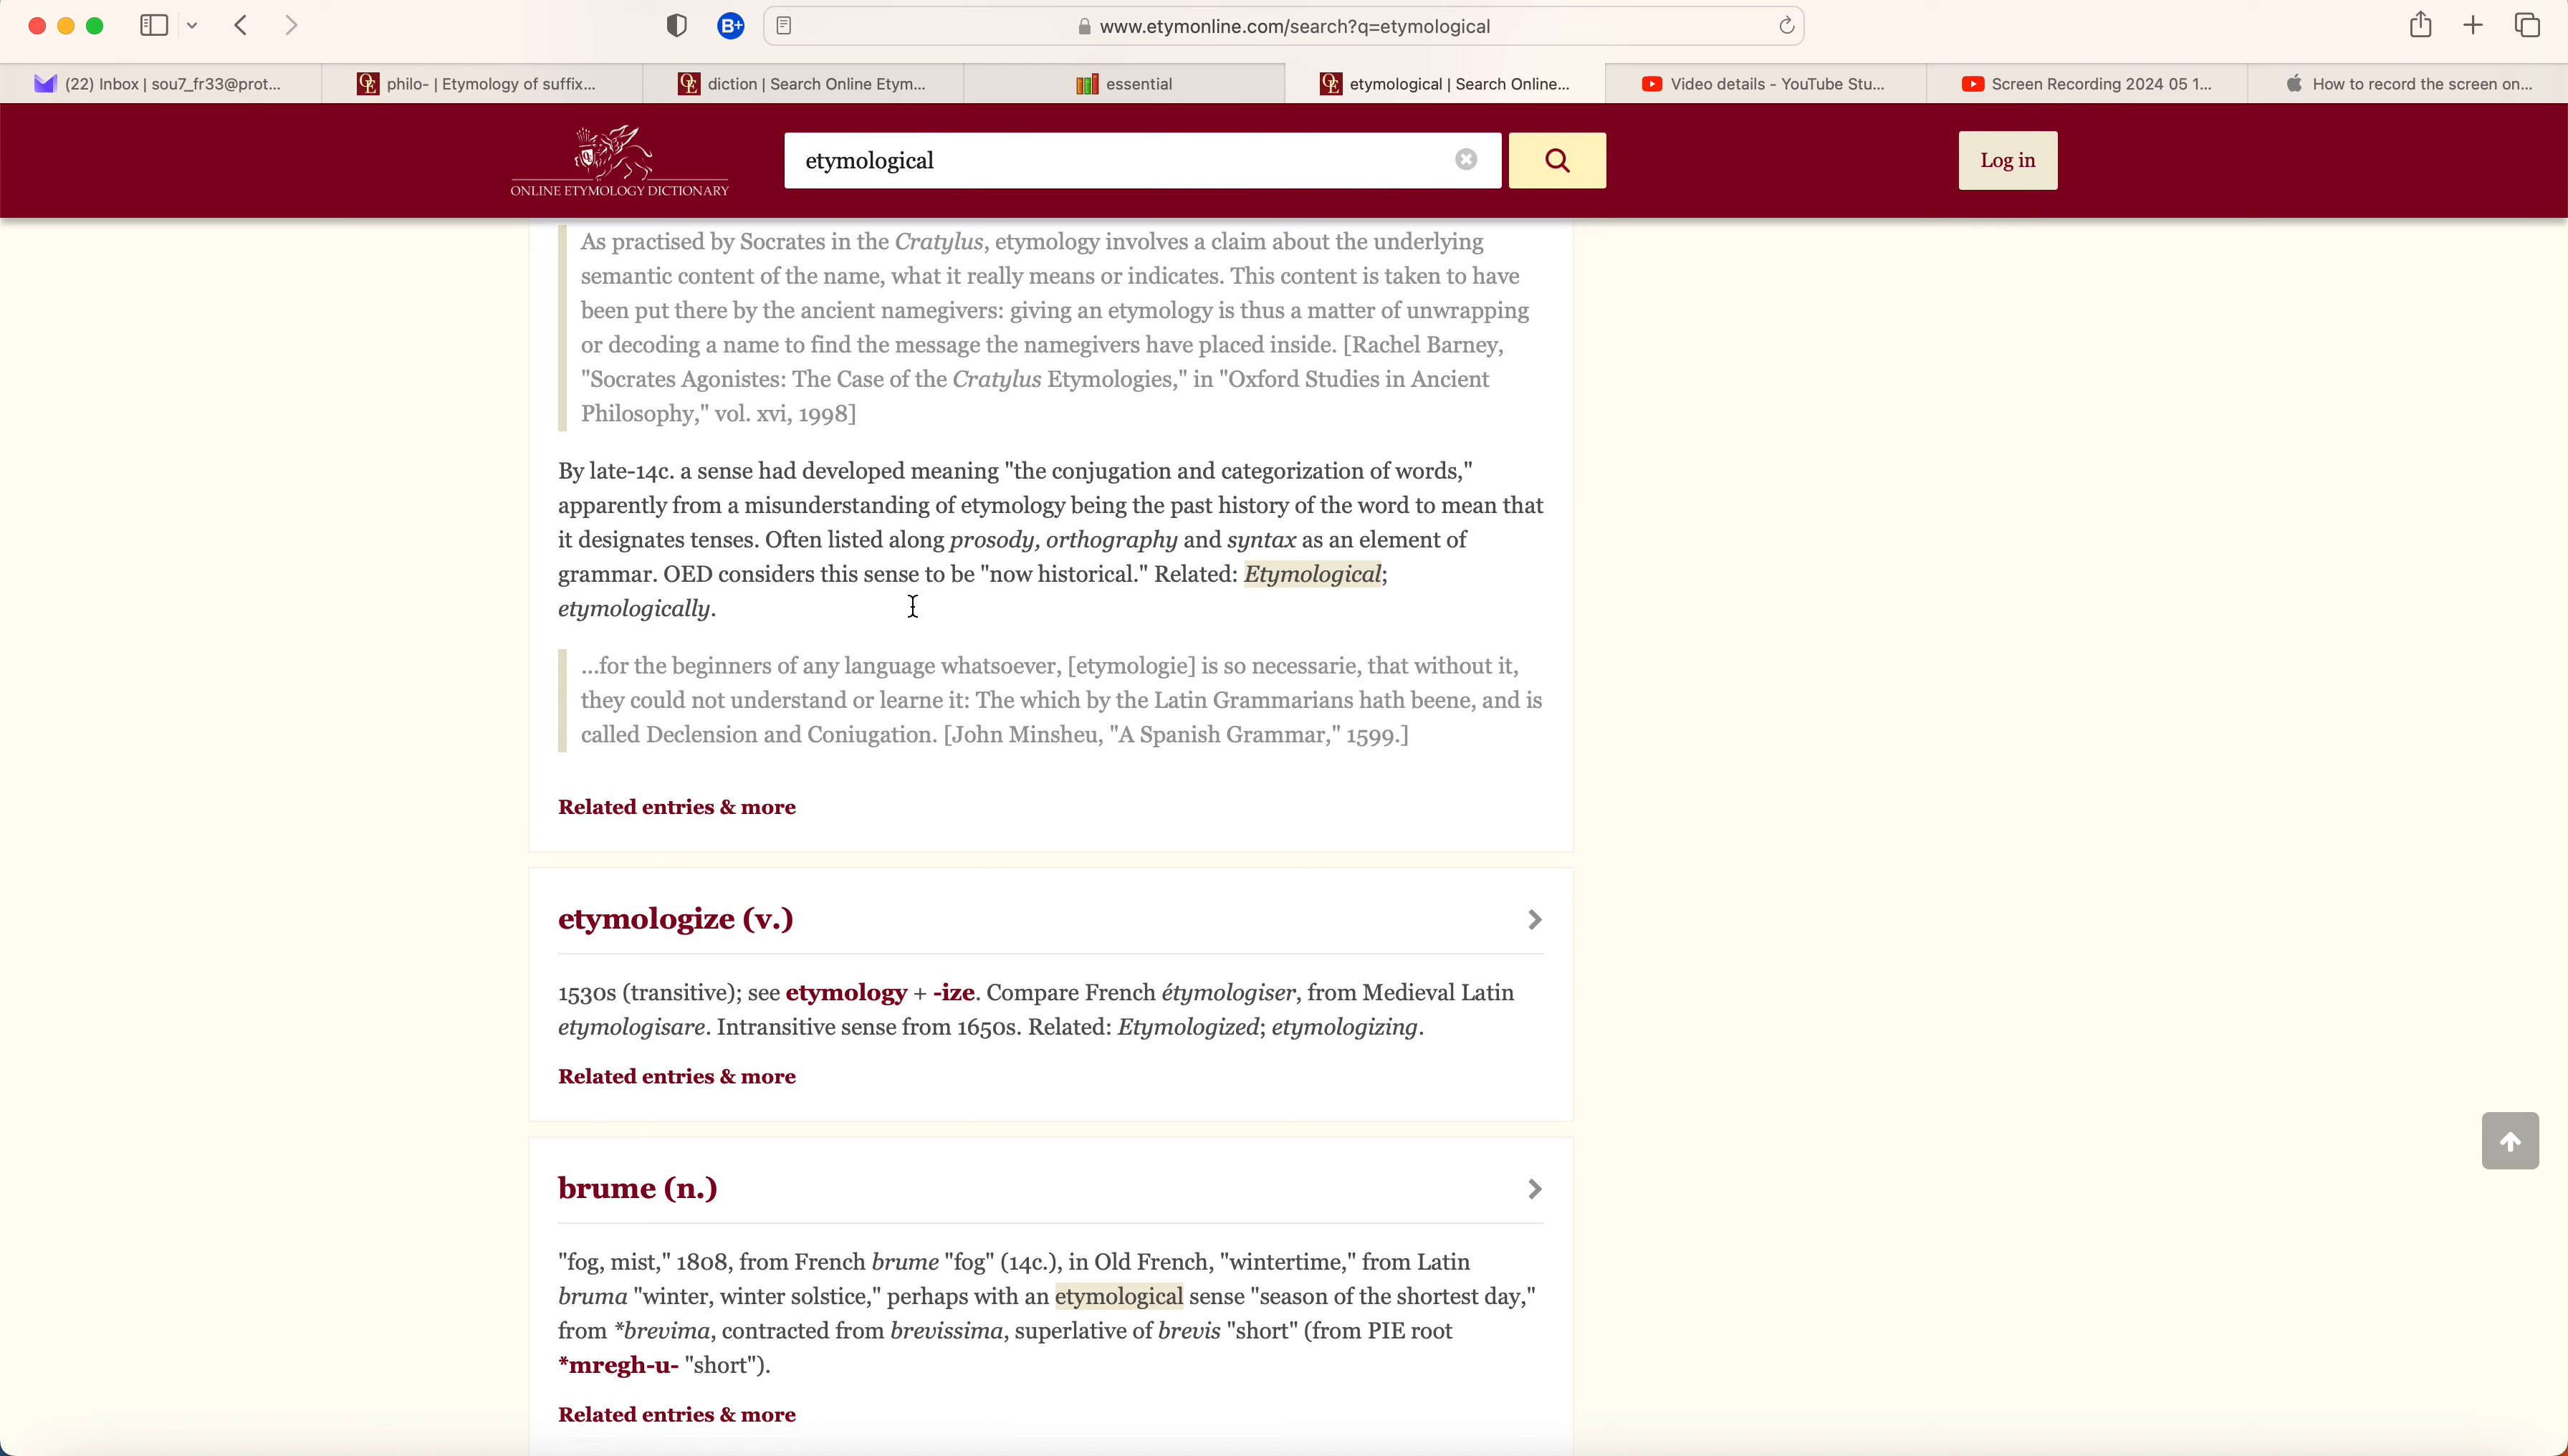 www.etymonline.com/search?q=etymological
(22) Inbox | sou7_fr33@prot...
philo- | Etymology of suffix...
diction | Search Online Etym...
essential
etymological | Search Online...
Video details - YouTube Stu...
Screen Recording 2024 05 1...
How to record the screen on...
ONLINE ETYMOLOGY DICTIONARY
etymological
Log in
As practised by Socrates in the Cratylus, etymology involves a claim about the underlying
semantic content of the name, what it really means or indicates. This content is taken to have
been put there by the ancient namegivers: giving an etymology is thus a matter of unwrapping
or decoding a name to find the message the namegivers have placed inside. [Rachel Barney,
"Socrates Agonistes: The Case of the Cratylus Etymologies," in "Oxford Studies in Ancient
Philosophy," vol. xvi, 1998]
By late-14c. a sense had developed meaning "the conjugation and categorization of words,"
apparently from a misunderstanding of etymology being the past history of the word to mean that
it designates tenses. Often listed along prosody, orthography and syntax as an element of
grammar. OED considers this sense to be "now historical." Related: Etymological;
etymologically.
...for the beginners of any language whatsoever, [etymologie] is so necessarie, that without it,
they could not understand or learne it: The which by the Latin Grammarians hath beene, and is
called Declension and Coniugation. [John Minsheu, "A Spanish Grammar," 1599.]
Related entries & more
etymologize (v.)
1530s (transitive); see etymology + -ize. Compare French étymologiser, from Medieval Latin
etymologisare. Intransitive sense from 1650s. Related: Etymologized; etymologizing.
Related entries & more
brume (n.)
"fog, mist," 1808, from French brume "fog" (14c.), in Old French, "wintertime," from Latin
bruma "winter, winter solstice," perhaps with an etymological sense "season of the shortest day,"
from *brevima, contracted from brevissima, superlative of brevis "short" (from PIE root
*mregh-u- "short").
Related entries & more